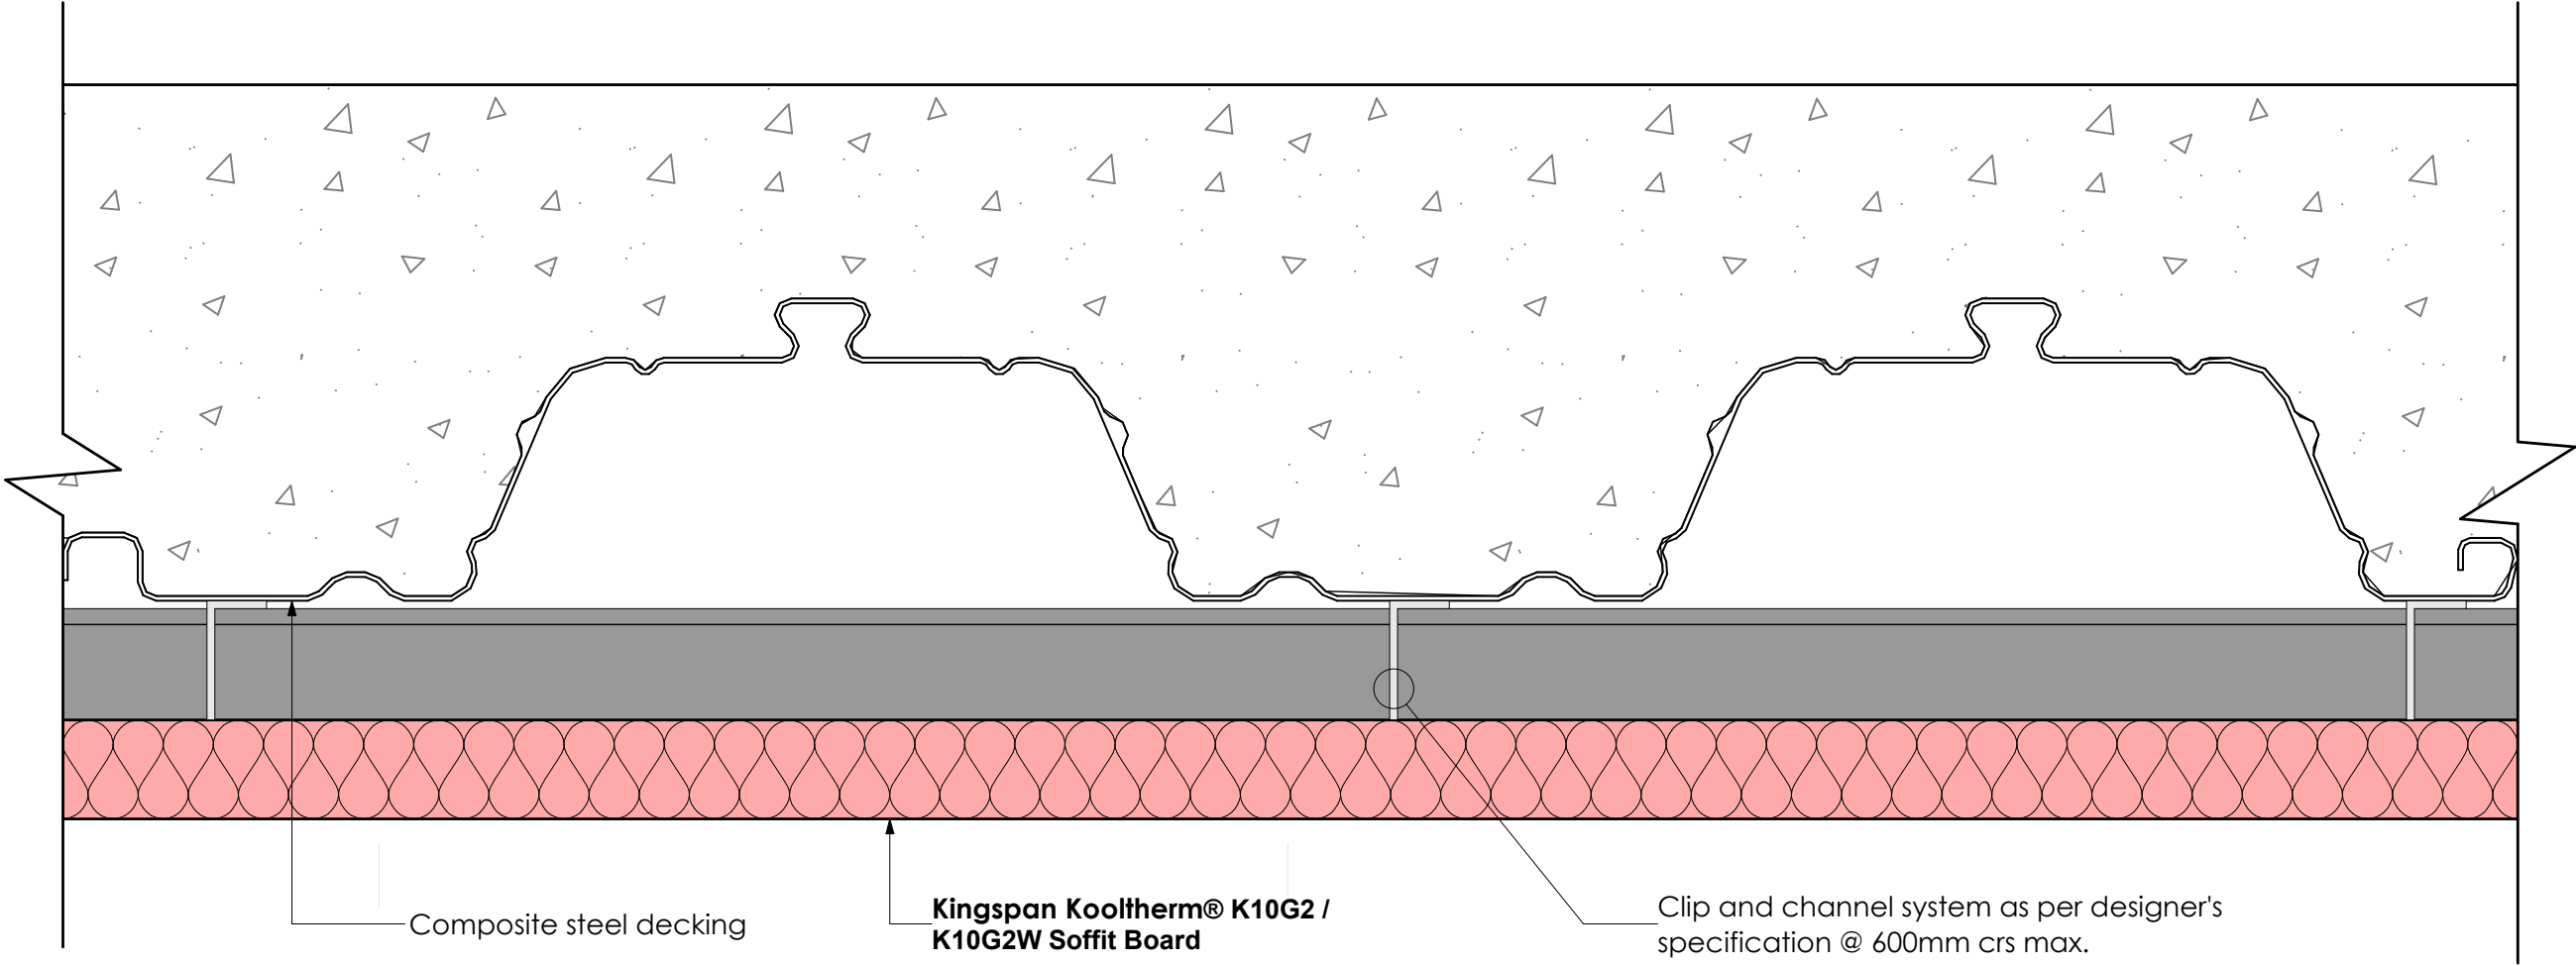 Composite steel decking
Kingspan Kooltherm® K10G2 /
K10G2W Soffit Board
Clip and channel system as per designer's
specification @ 600mm crs max.